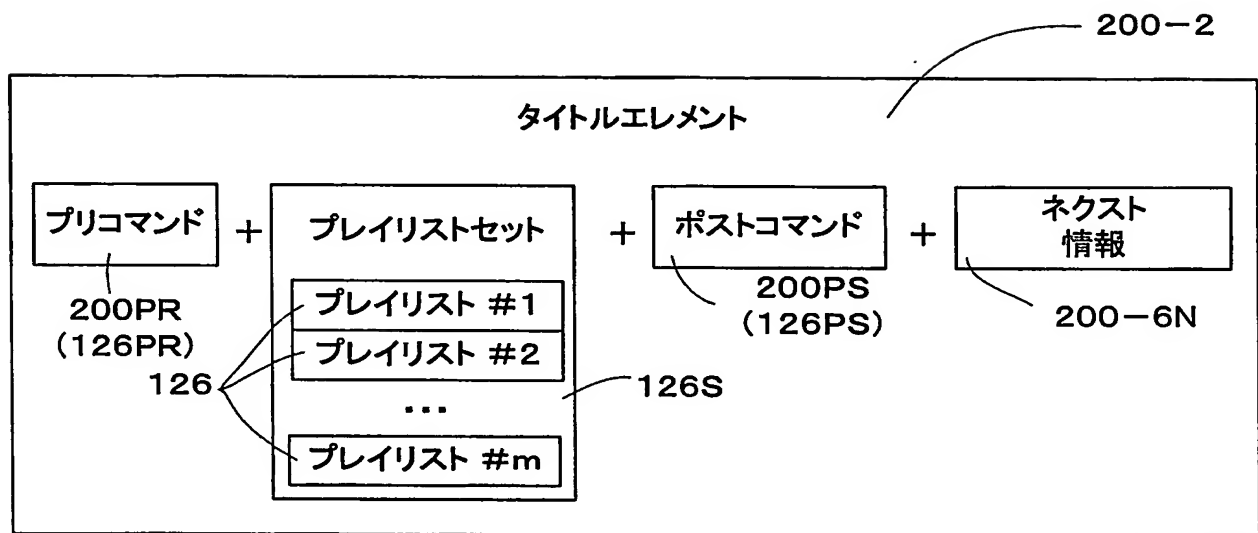 200-2
タイトルエレメント
プリコマンド
+
プレイリストセット
+
ポストコマンド
+
ネクスト
情報
200PR
(126PR)
プレイリスト #1
プレイリスト #2
...
プレイリスト #m
126
126S
200PS
(126PS)
200-6N